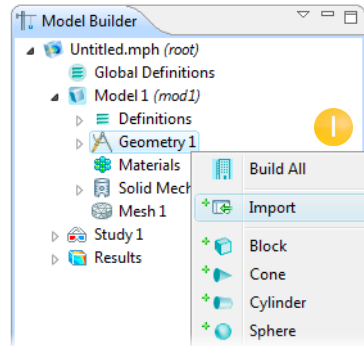 Model Builder
Untitled.mph (root)
Global Definitions
Model 1 (mod1)
Definitions
Geometry 1
Materials
Solid Mech
Mesh 1
Study 1
Results
1
Build All
Import
Block
Cone
Cylinder
Sphere